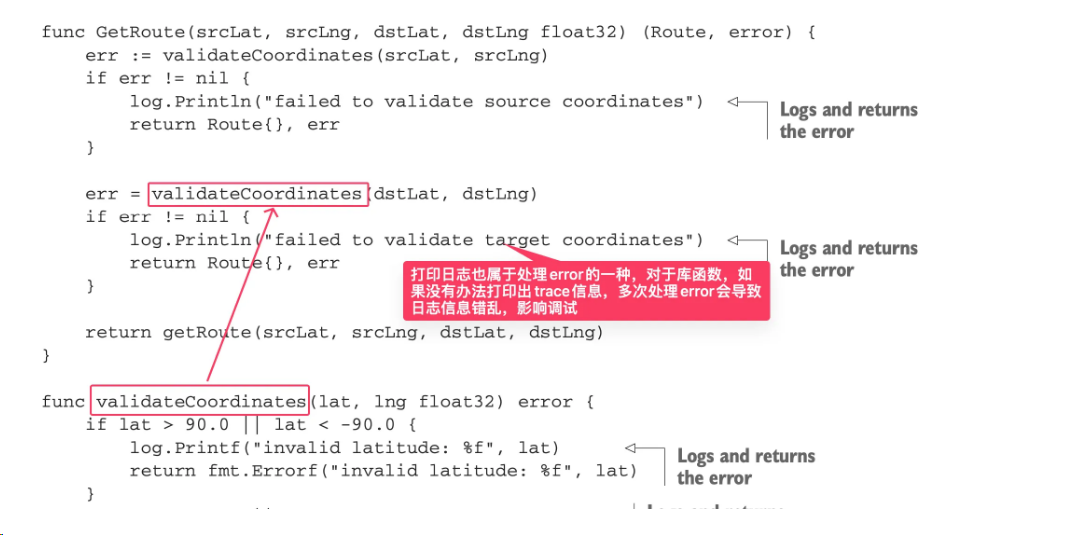 func GetRoute(srcLat, srcLng, dstLat, dstLng float32) (Route, error) {
err := validateCoordinates(srcLat, srcLng)
if err != nil {
log.Println("failed to validate source coordinates")
Logs and returns
the error
return Route{}, err
}
err = validateCoordinates(dstLat, dstLng)
if err != nil {
log.Println("failed to validate target coordinates")
Logs and returns
the error
return Route{}, err
}
打印日志也属于处理error的一种，对于库函数，如
果没有办法打印出trace信息，多次处理error会导致
日志信息错乱，影响调试
return getRoute(srcLat, srcLng, dstLat, dstLng)
}
func validateCoordinates(lat, lng float32) error {
if lat > 90.0 || lat < -90.0 {
log.Printf("invalid latitude: %f", lat)
Logs and returns
the error
return fmt.Errorf("invalid latitude: %f", lat)
}